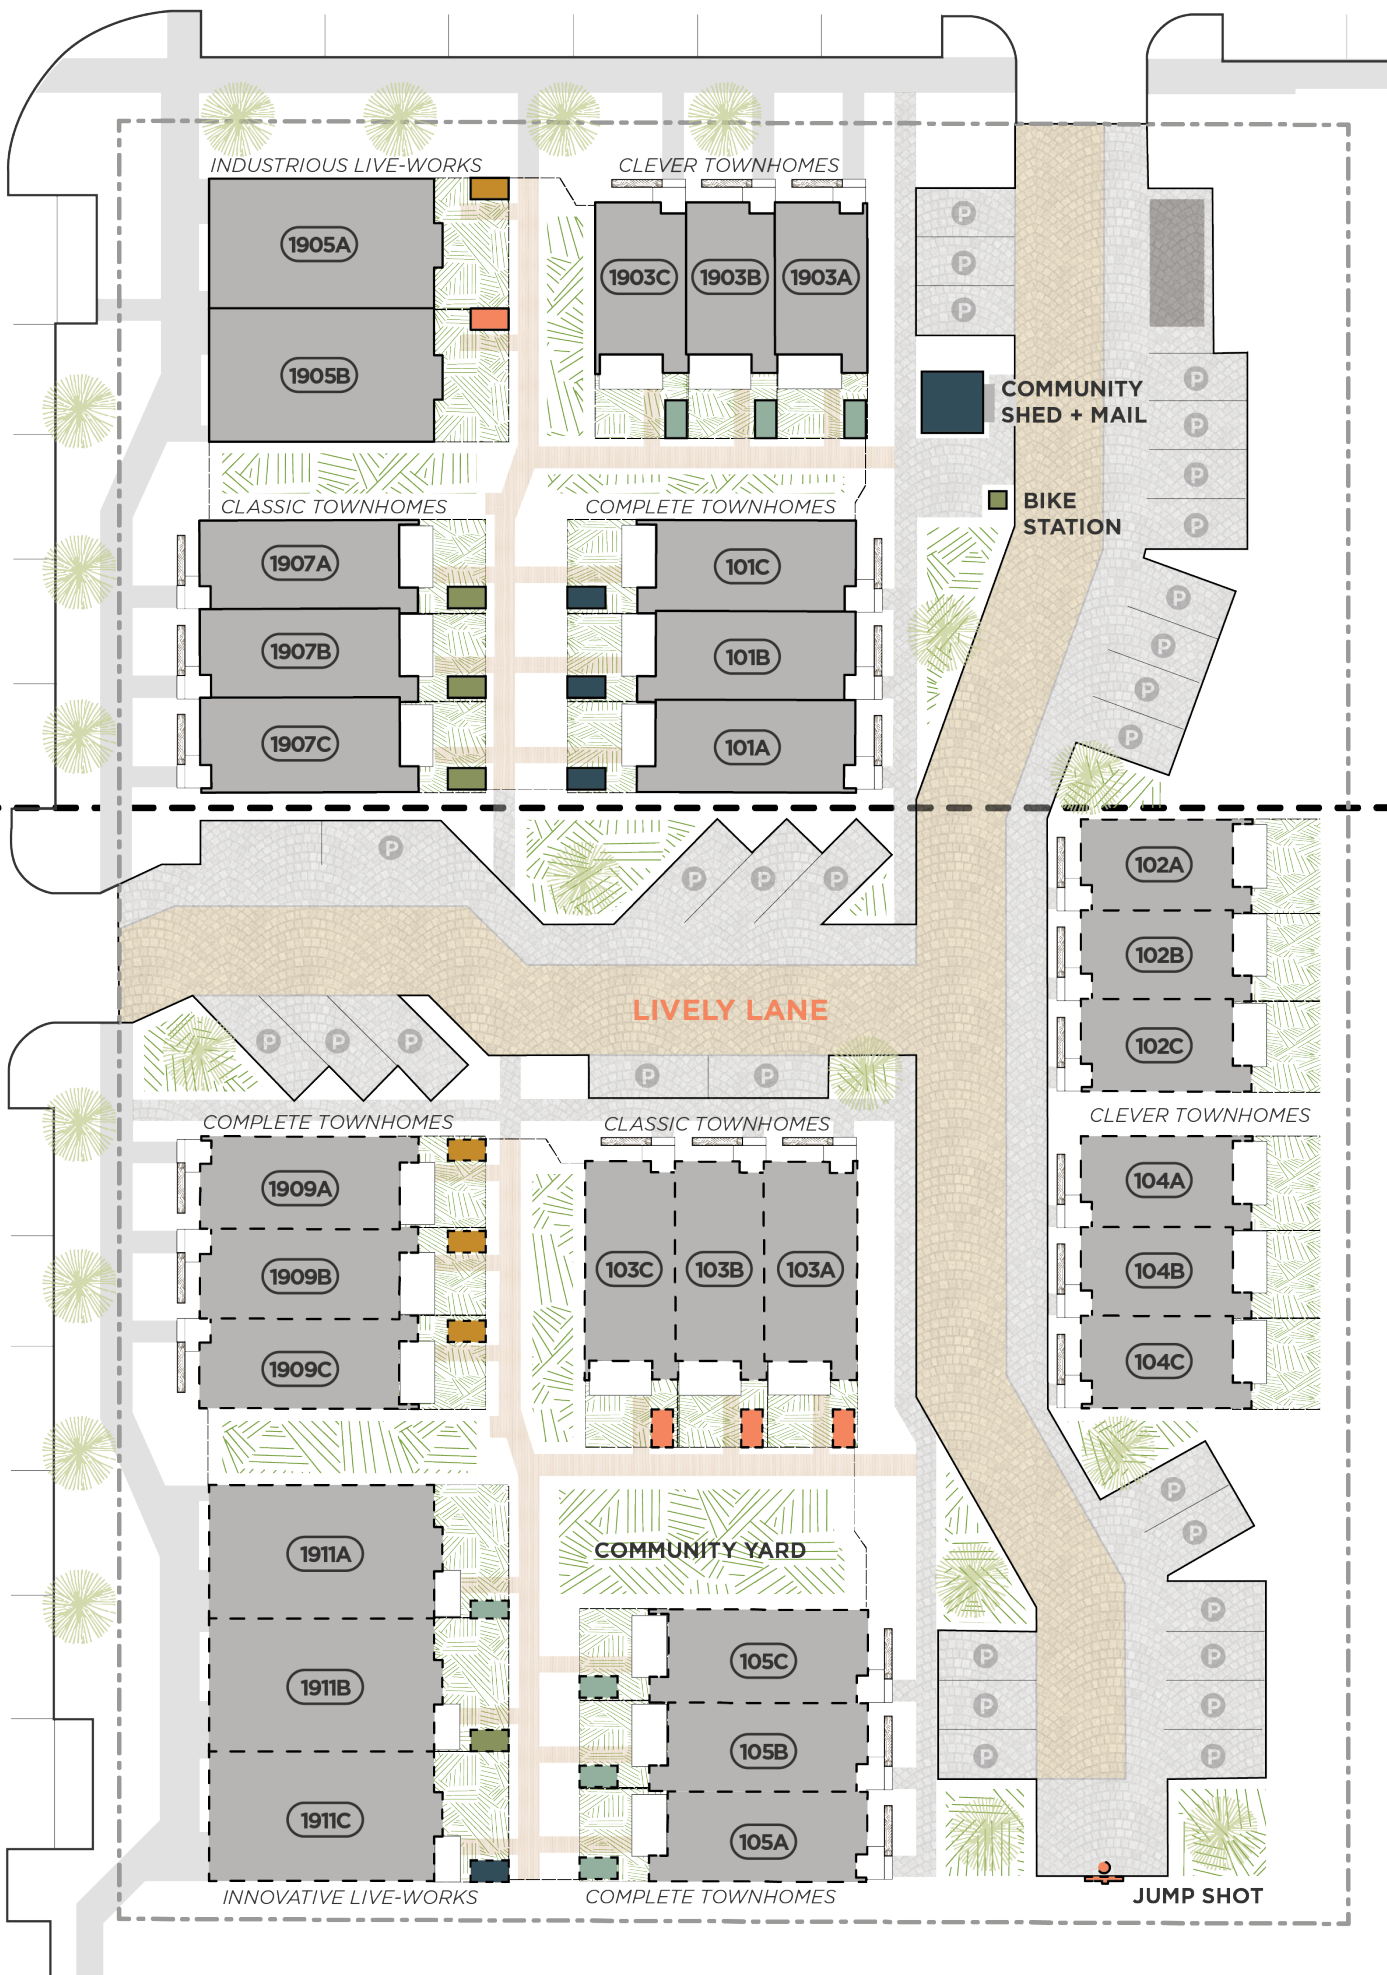 INDUSTRIOUS LIVE-WORKS
CLEVER TOWNHOMES
1905A
1905B
1903C
1903B
1903A
P
P
P
COMMUNITY
SHED + MAIL
P
P
P
P
BIKE
STATION
CLASSIC TOWNHOMES
COMPLETE TOWNHOMES
1907A
1907B
1907C
101C
101B
101A
P
P
P
P
P
P
P
P
102A
102B
102C
LIVELY LANE
P
P
P
P
P
COMPLETE TOWNHOMES
CLASSIC TOWNHOMES
CLEVER TOWNHOMES
1909A
1909B
1909C
103C
103B
103A
104A
104B
104C
P
P
COMMUNITY YARD
1911A
1911B
1911C
105C
105B
105A
P
P
P
P
P
P
P
INNOVATIVE LIVE-WORKS
COMPLETE TOWNHOMES
JUMP SHOT